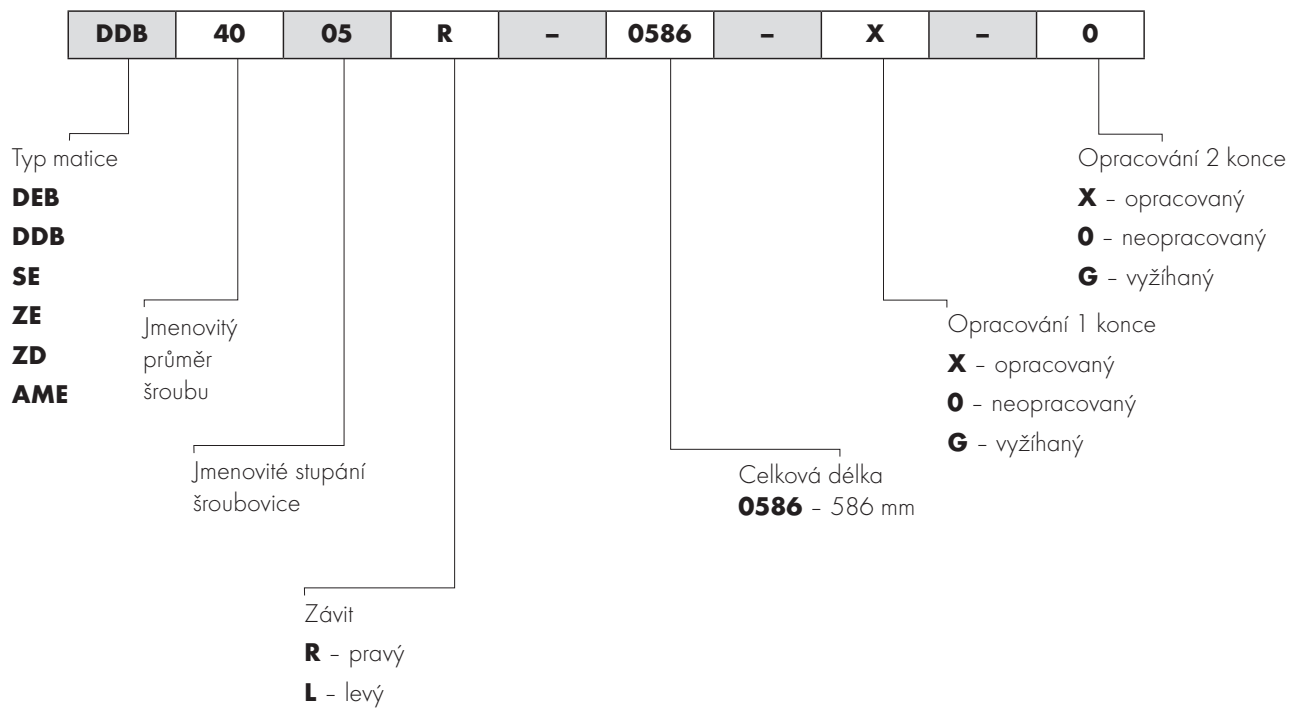 DDB 40 05 R – 0586 – X – 0
Typ matice
DEB
DDB
SE
ZE
ZD
AME
Jmenovitý
průměr
šroubu
Jmenovité stupání
šroubovice
Závit
R – pravý
L – levý
Celková délka
0586 – 586 mm
Opracování 1 konce
X – opracovaný
0 – neopracovaný
G – vyžíhaný
Opracování 2 konce
X – opracovaný
0 – neopracovaný
G – vyžíhaný